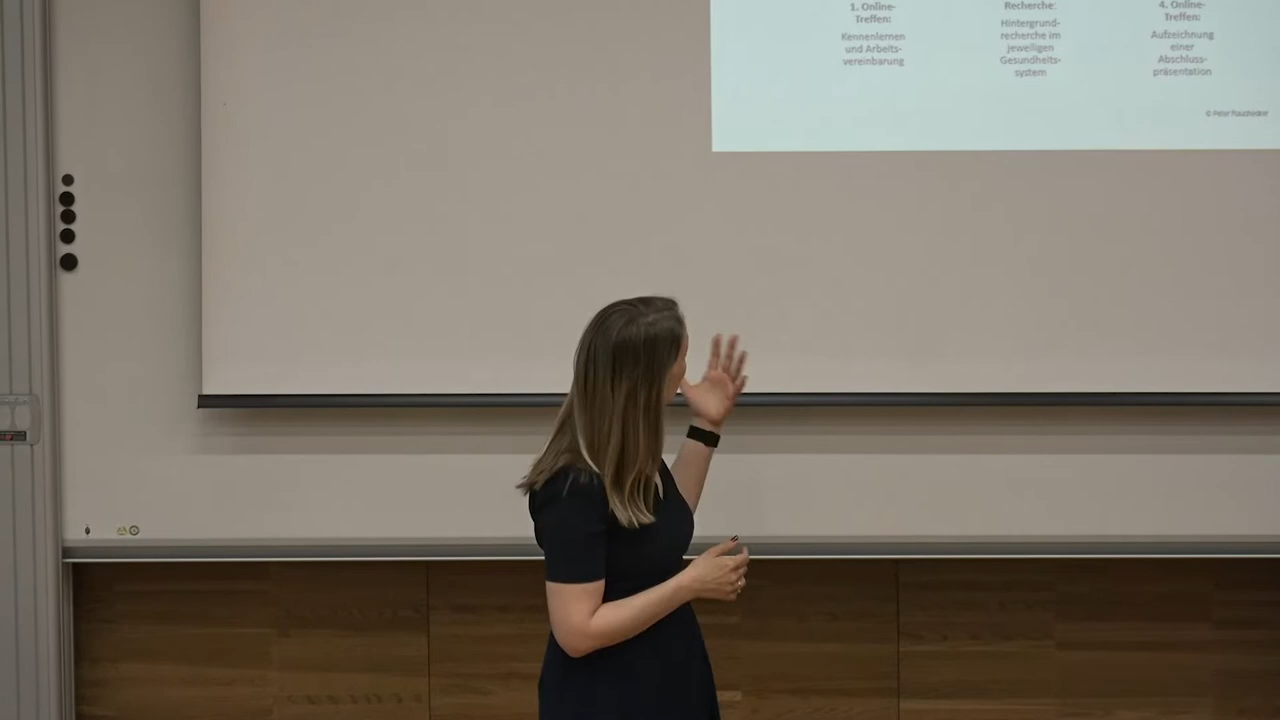 1. Online-
Treffen:
Kennenlernen
und Arbeits-
vereinbarung
Recherche:
Hintergrund-
recherche im
jeweiligen
Gesundheits-
system
4. Online-
Treffen:
Aufzeichnung
einer
Abschluss-
präsentation
© Peter